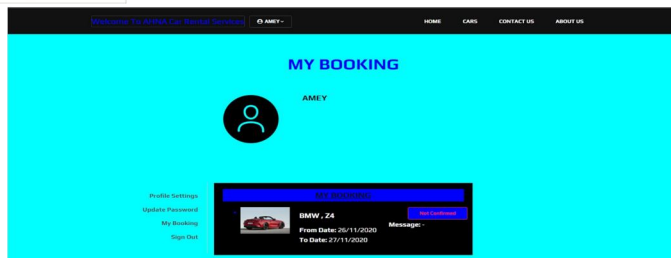 Welcome To AHNA Car Rental Services
AMEY
HOME
CARS
CONTACT US
ABOUT US
MY BOOKING
AMEY
Profile Settings
Update Password
My Booking
Sign Out
MY BOOKING
BMW , Z4
From Date: 26/11/2020
To Date: 27/11/2020
Not Confirmed
Message: -